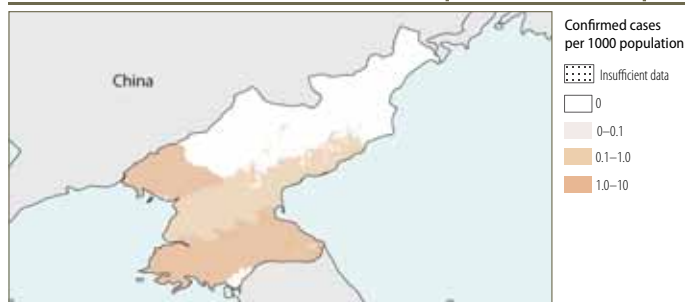 Confirmed cases
per 1000 population
China
Insufficient data
0
0–0.1
0.1–1.0
1.0–10